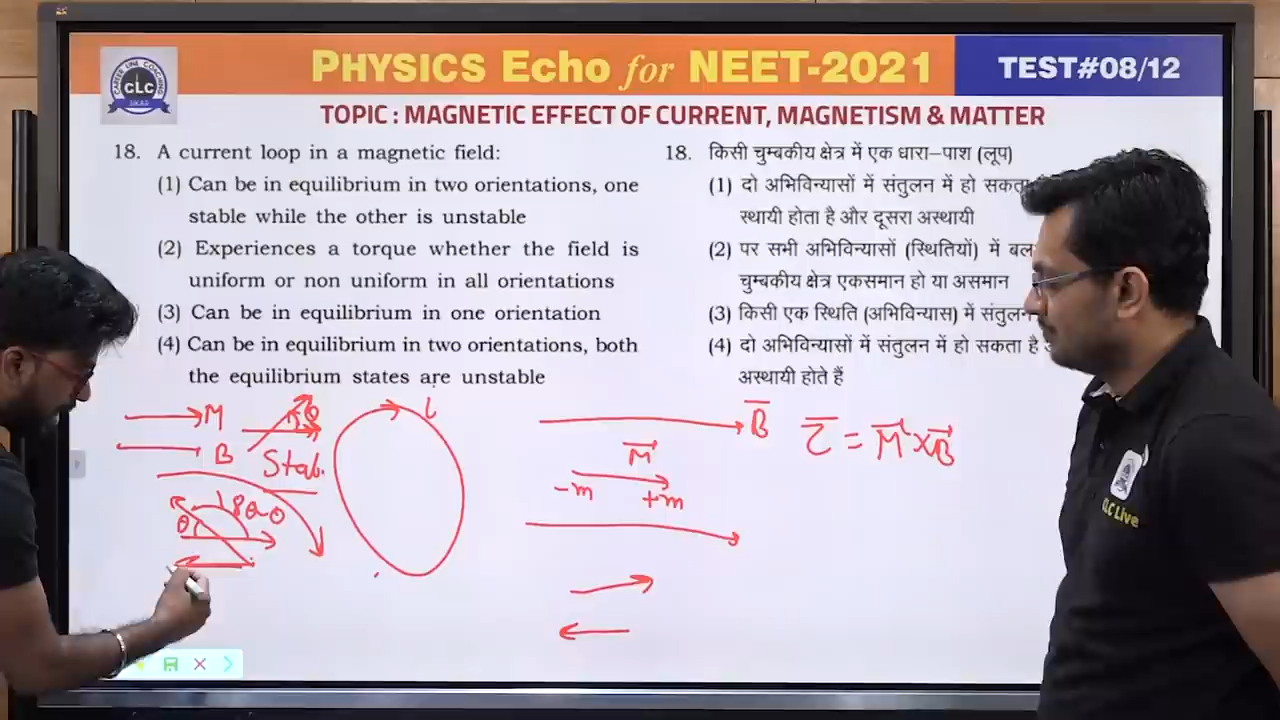 PHYSICS Echo for NEET-2021
TEST#08/12
CAREER LINE COACHING
CLC
SIKAR
TOPIC : MAGNETIC EFFECT OF CURRENT, MAGNETISM & MATTER
18. A current loop in a magnetic field:
(1) Can be in equilibrium in two orientations, one
stable while the other is unstable
(2) Experiences a torque whether the field is
uniform or non uniform in all orientations
(3) Can be in equilibrium in one orientation
(4) Can be in equilibrium in two orientations, both
the equilibrium states are unstable
18. किसी चुम्बकीय क्षेत्र में एक धारा–पाश (लूप)
(1) दो अभिविन्यासों में संतुलन में हो सकता
स्थायी होता है और दूसरा अस्थायी
(2) पर सभी अभिविन्यासों (स्थितियों) में बल
चुम्बकीय क्षेत्र एकसमान हो या असमान
(3) किसी एक स्थिति (अभिविन्यास) में संतुलन
(4) दो अभिविन्यासों में संतुलन में हो सकता है
अस्थायी होते हैं
M
θ
B
Stab.
θ
180-θ
i
B
M
-m
+m
τ = M×B
CLC Live